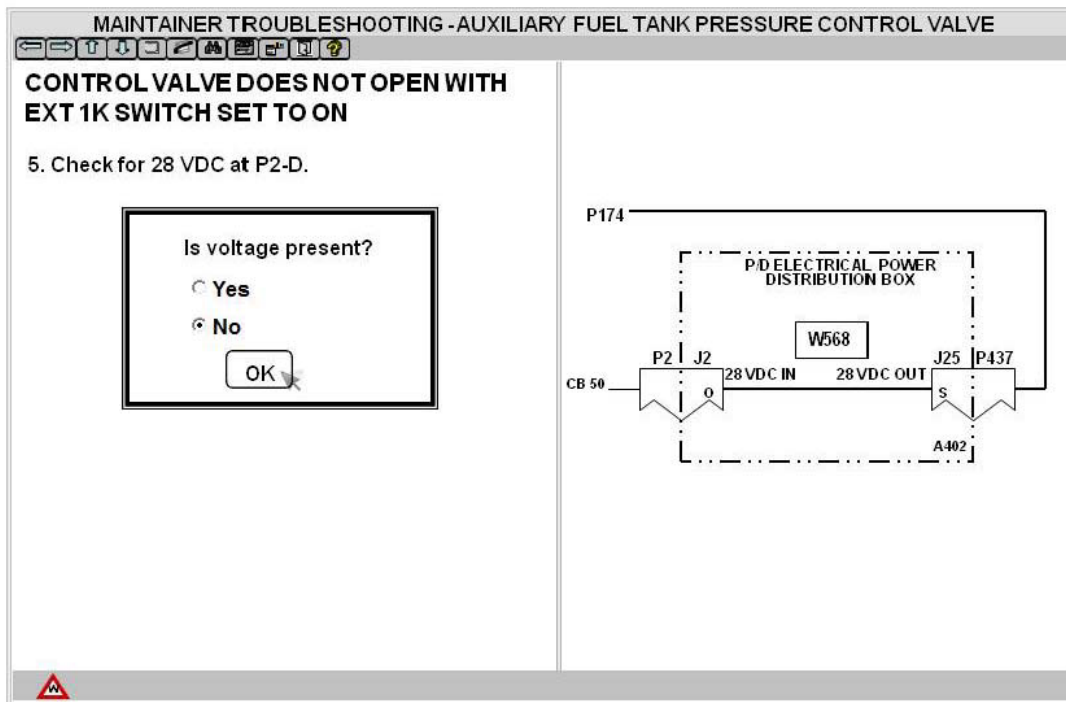 MAINTAINER TROUBLESHOOTING - AUXILIARY FUEL TANK PRESSURE CONTROL VALVE
CONTROL VALVE DOES NOT OPEN WITH
EXT 1K SWITCH SET TO ON
5. Check for 28 VDC at P2-D.
Is voltage present?
Yes
No
OK
P174
P/D ELECTRICAL POWER
DISTRIBUTION BOX
W568
P2 J2 J25 P437
28 VDC IN 28 VDC OUT
CB 50
O S
A402
W